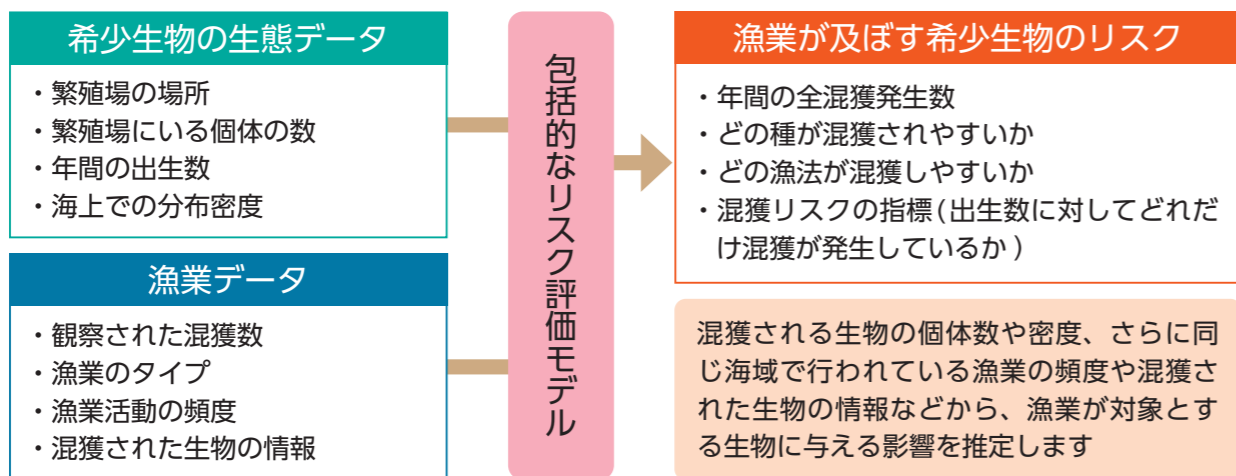 希少生物の生態データ
・繁殖場の場所
・繁殖場にいる個体の数
・年間の出生数
・海上での分布密度
漁業データ
・観察された混獲数
・漁業のタイプ
・漁業活動の頻度
・混獲された生物の情報
包括的なリスク評価モデル
漁業が及ぼす希少生物のリスク
・年間の全混獲発生数
・どの種が混獲されやすいか
・どの漁法が混獲しやすいか
・混獲リスクの指標(出生数に対してどれだ
け混獲が発生しているか)
混獲される生物の個体数や密度、さらに同
じ海域で行われている漁業の頻度や混獲さ
れた生物の情報などから、漁業が対象とす
る生物に与える影響を推定します